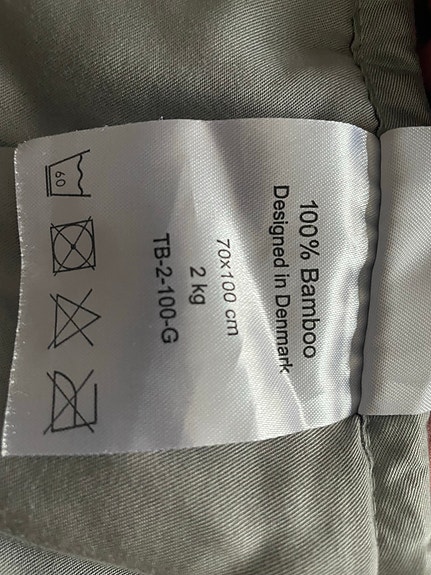 100% Bamboo
Designed in Denmark
70x100 cm
2 kg
TB-2-100-G
60